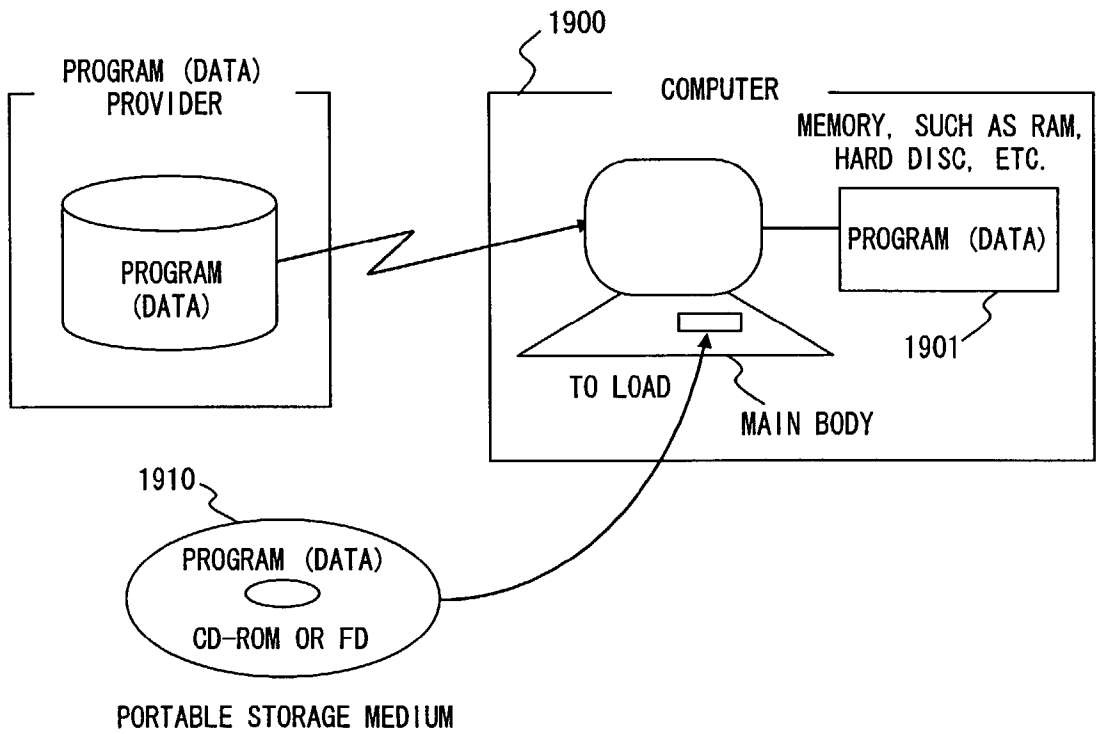 1900
PROGRAM (DATA)
PROVIDER
COMPUTER
MEMORY, SUCH AS RAM,
HARD DISC, ETC.
PROGRAM
(DATA)
PROGRAM (DATA)
1901
TO LOAD
MAIN BODY
1910
PROGRAM (DATA)
CD-ROM OR FD
PORTABLE STORAGE MEDIUM